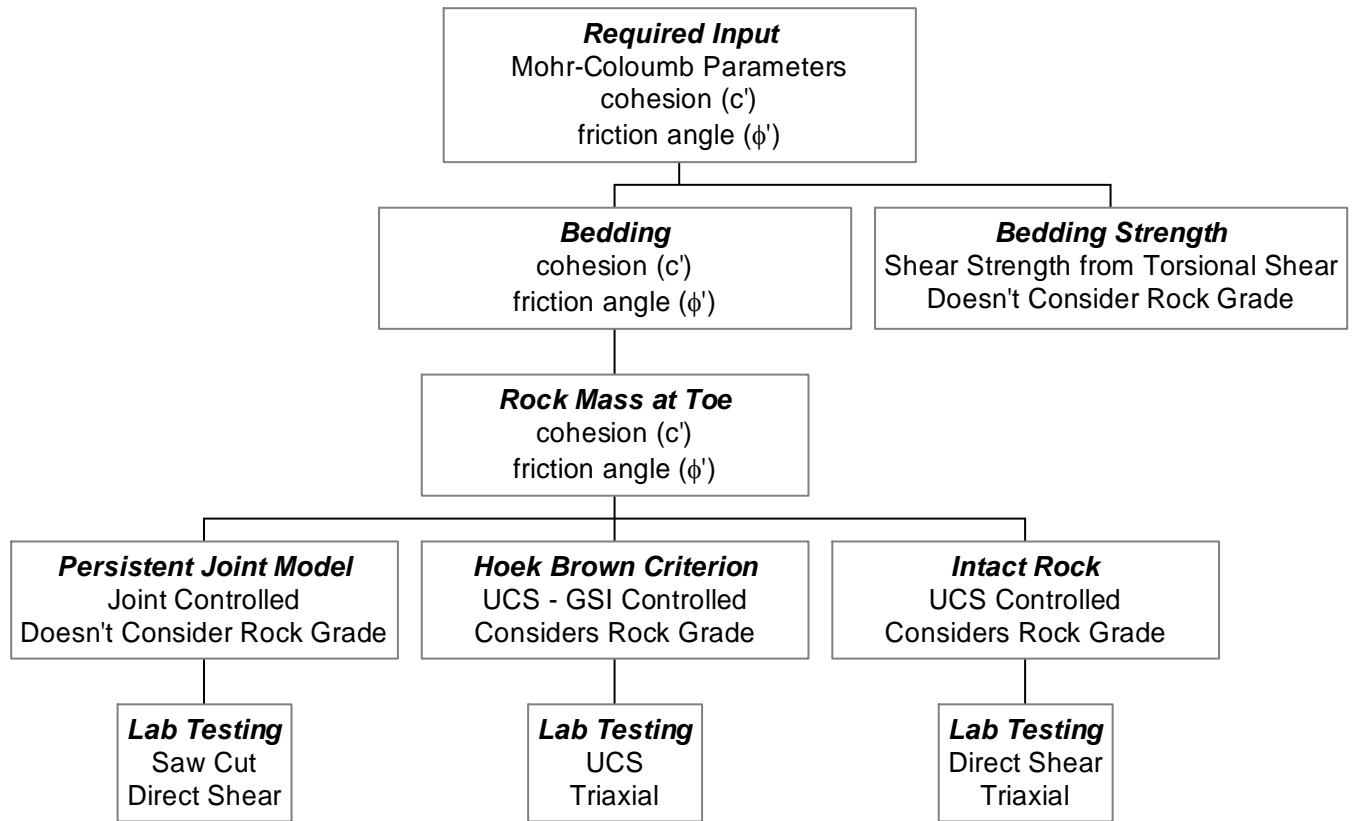 Required Input
Mohr-Coloumb Parameters
cohesion (c')
friction angle (ϕ')
Bedding
cohesion (c')
friction angle (ϕ')
Bedding Strength
Shear Strength from Torsional Shear
Doesn't Consider Rock Grade
Rock Mass at Toe
cohesion (c')
friction angle (ϕ')
Persistent Joint Model
Joint Controlled
Doesn't Consider Rock Grade
Hoek Brown Criterion
UCS - GSI Controlled
Considers Rock Grade
Intact Rock
UCS Controlled
Considers Rock Grade
Lab Testing
Saw Cut
Direct Shear
Lab Testing
UCS
Triaxial
Lab Testing
Direct Shear
Triaxial